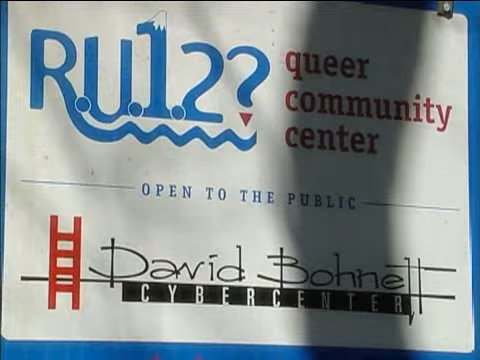 R.U.1.2?
queer
community
center
OPEN TO THE PUBLIC
David Bohnett
CYBERCENTER